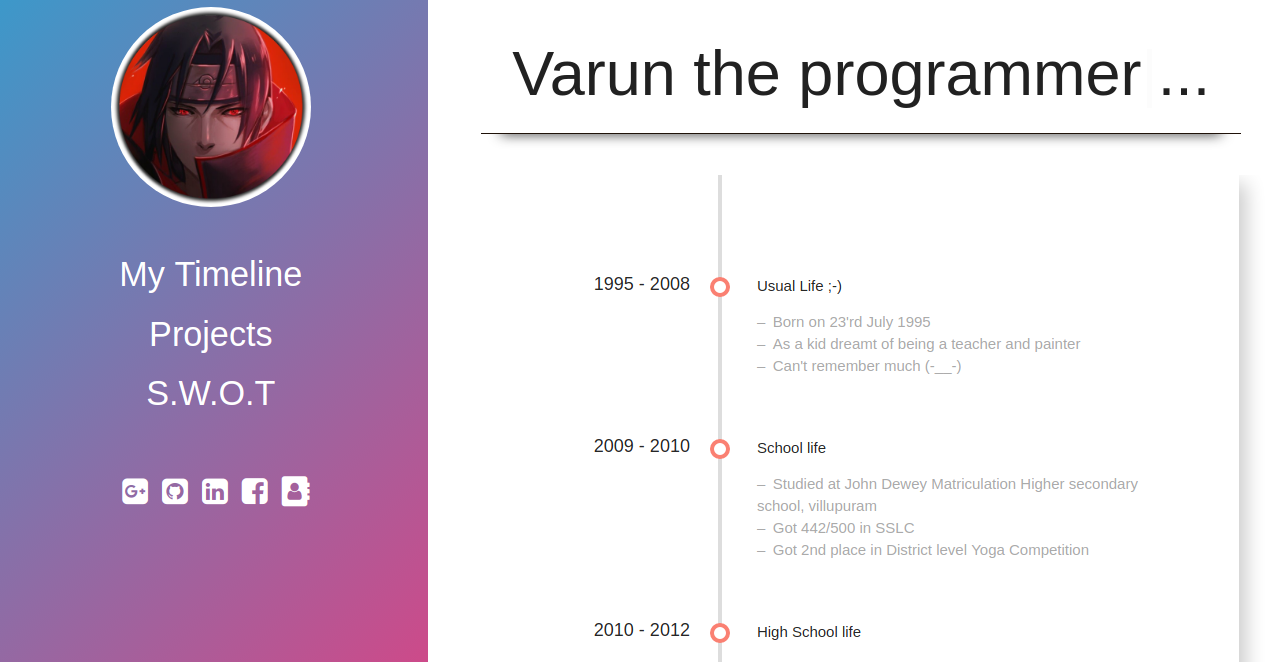 My Timeline
Projects
S.W.O.T
Varun the programmer ...
1995 - 2008
Usual Life ;-)
– Born on 23'rd July 1995
– As a kid dreamt of being a teacher and painter
– Can't remember much (-__-)
2009 - 2010
School life
– Studied at John Dewey Matriculation Higher secondary
school, villupuram
– Got 442/500 in SSLC
– Got 2nd place in District level Yoga Competition
2010 - 2012
High School life